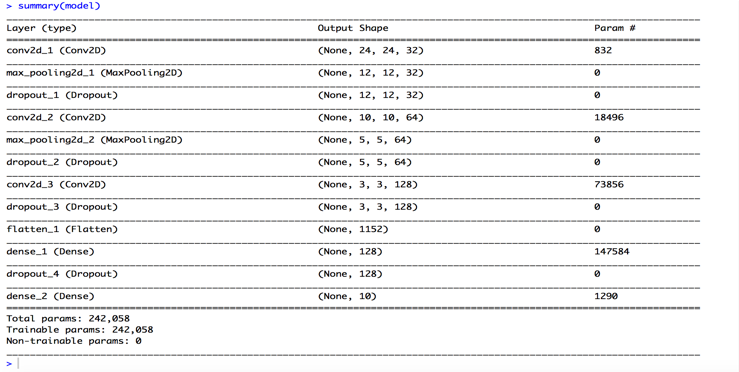 > summary(model)
Layer (type) Output Shape Param #
conv2d_1 (Conv2D) (None, 24, 24, 32) 832
max_pooling2d_1 (MaxPooling2D) (None, 12, 12, 32) 0
dropout_1 (Dropout) (None, 12, 12, 32) 0
conv2d_2 (Conv2D) (None, 10, 10, 64) 18496
max_pooling2d_2 (MaxPooling2D) (None, 5, 5, 64) 0
dropout_2 (Dropout) (None, 5, 5, 64) 0
conv2d_3 (Conv2D) (None, 3, 3, 128) 73856
dropout_3 (Dropout) (None, 3, 3, 128) 0
flatten_1 (Flatten) (None, 1152) 0
dense_1 (Dense) (None, 128) 147584
dropout_4 (Dropout) (None, 128) 0
dense_2 (Dense) (None, 10) 1290
Total params: 242,058
Trainable params: 242,058
Non-trainable params: 0
>